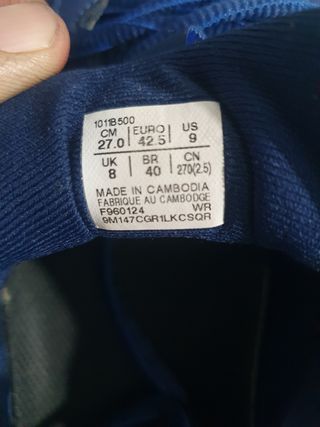 1011B500
CM EURO US
27.0 42.5 9
UK BR CN
8 40 270(2.5)
MADE IN CAMBODIA
FABRIQUE AU CAMBODGE
F960124 WR
9M147CGR1LKCSQR